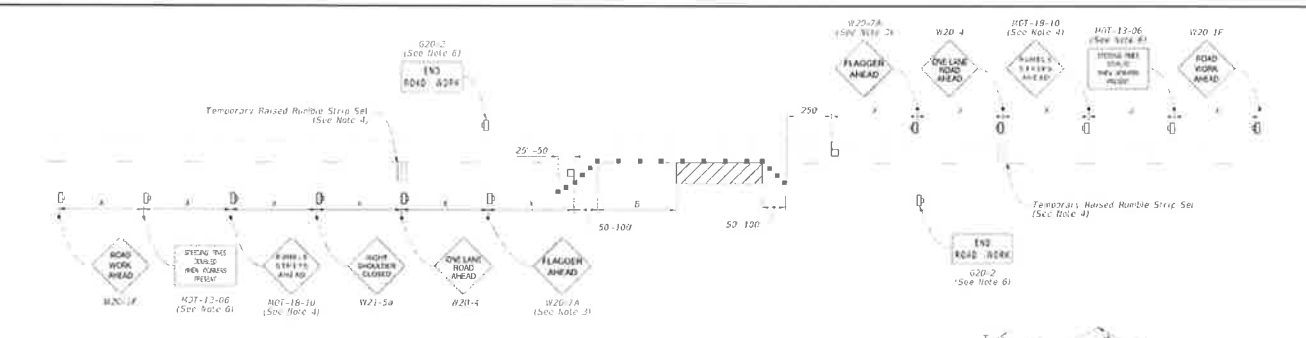 W20-7A
(See Note 3)
W20-4
MOT-18-10
(See Note 4)
MOT-13-06
(See Note 6)
W20-1F
G20-2
(See Note 6)
END
ROAD WORK
FLAGGER
AHEAD
ONE LANE
ROAD
AHEAD
RUMBLE
STRIPS
AHEAD
SPEEDING FINES
DOUBLED
WHEN WORKERS
PRESENT
ROAD
WORK
AHEAD
Temporary Raised Rumble Strip Set
(See Note 4)
250
X
X
X
X
25' -50
X
X
X
X
B
50 -100
50 -100
Temporary Raised Rumble Strip Set
(See Note 4)
ROAD
WORK
AHEAD
SPEEDING FINES
DOUBLED
WHEN WORKERS
PRESENT
RUMBLE
STRIPS
AHEAD
RIGHT
SHOULDER
CLOSED
ONE LANE
ROAD
AHEAD
FLAGGER
AHEAD
END
ROAD WORK
W20-1F
MOT-13-06
(See Note 6)
MOT-18-10
(See Note 4)
W21-5a
W20-4
W20-7A
(See Note 3)
G20-2
(See Note 6)